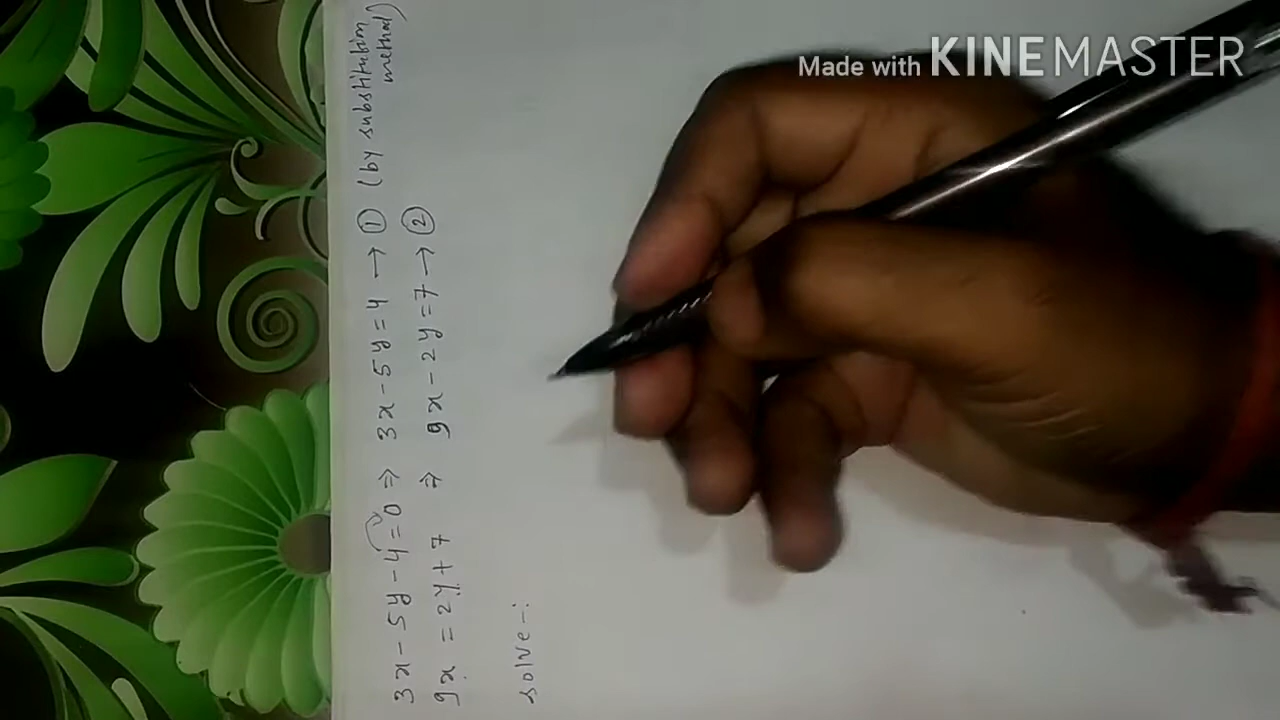 Made with KINEMASTER
3x - 5y - 4 = 0 ⇒ 3x - 5y = 4 → ① (by substitution method)
9x = 2y + 7 ⇒ 9x - 2y = 7 → ②
solve -: